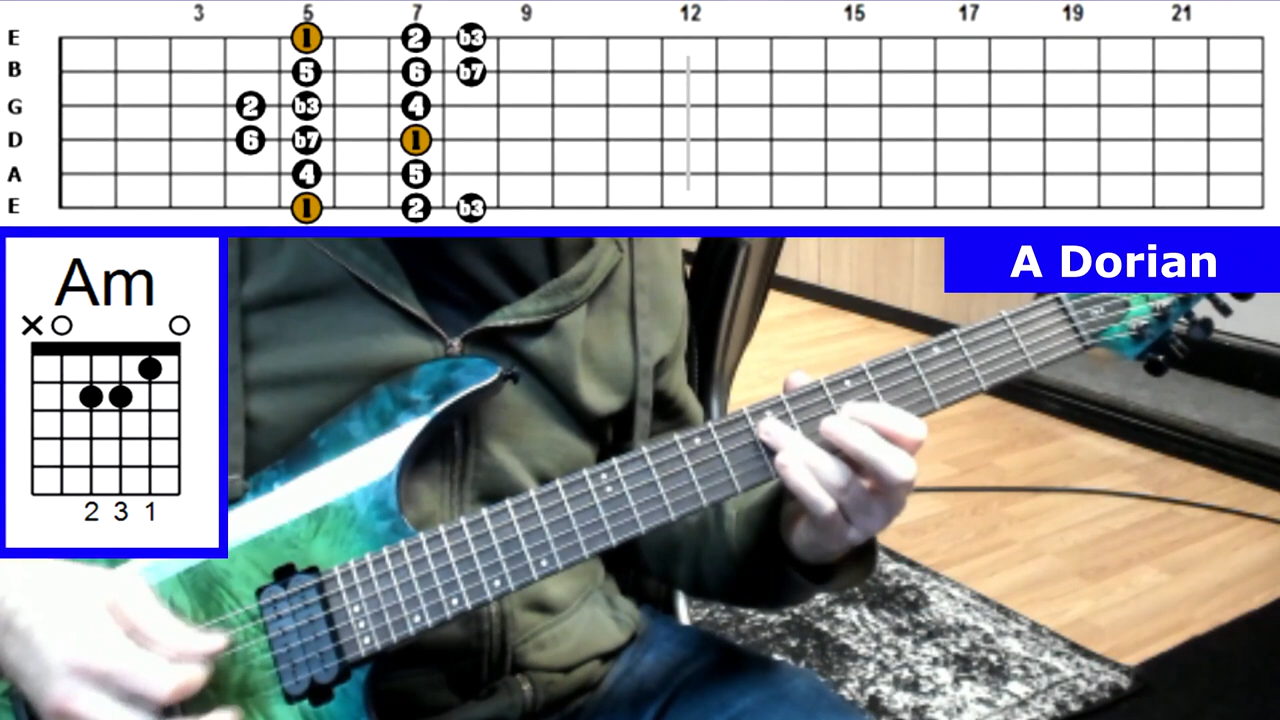 3 5 7 9 12 15 17 19 21
E 1 2 b3
B 5 6 b7
G 2 b3 4
D 6 b7 1
A 4 5
E 1 2 b3
A Dorian
Am
2 3 1